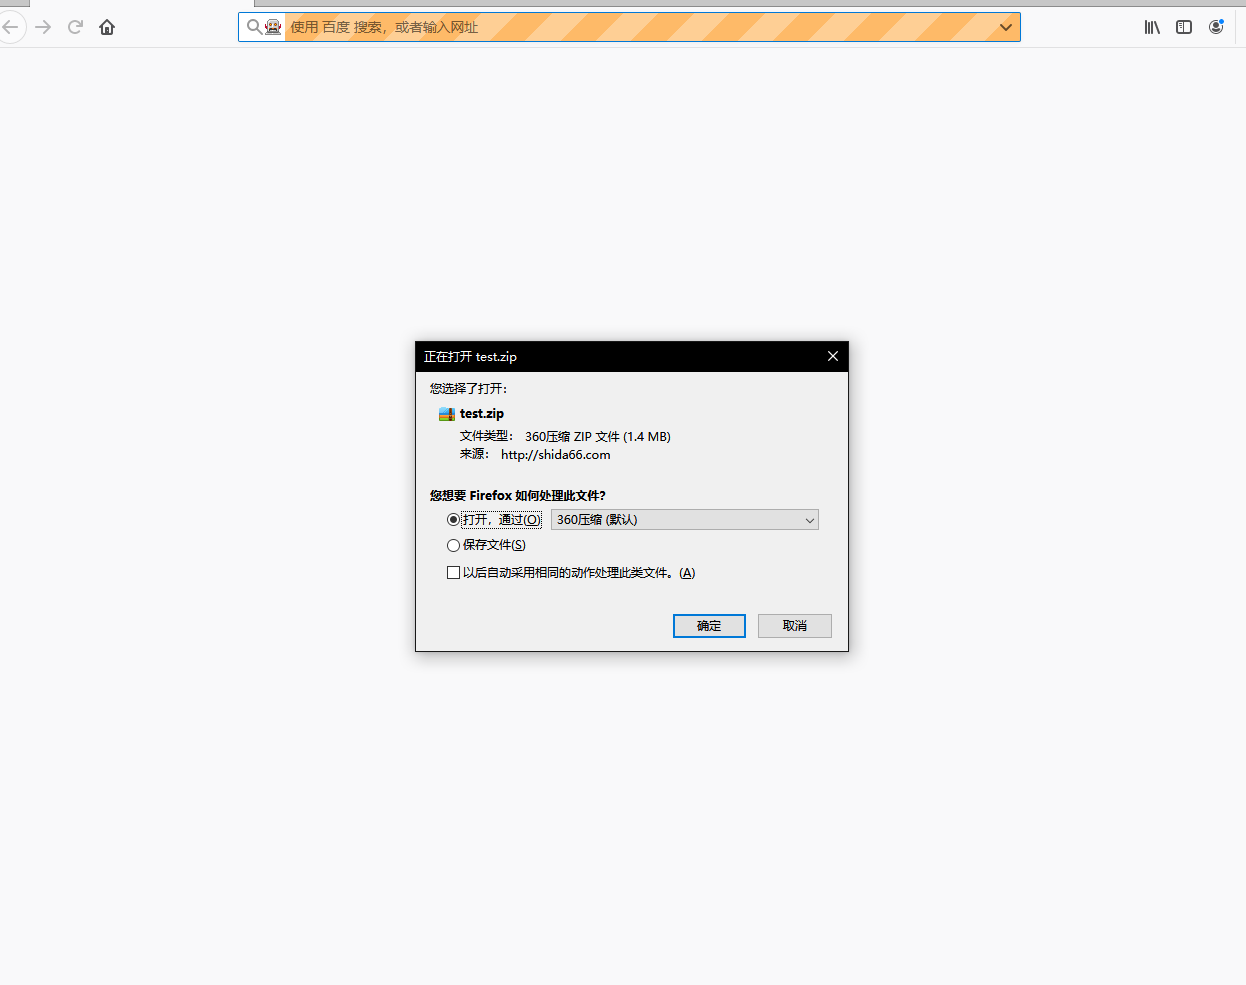 使用 百度 搜索，或者输入网址
正在打开 test.zip
您选择了打开：
test.zip
文件类型： 360压缩 ZIP 文件 (1.4 MB)
来源： http://shida66.com
您想要 Firefox 如何处理此文件？
打开，通过(O) 360压缩 (默认)
保存文件(S)
以后自动采用相同的动作处理此类文件。(A)
确定 取消